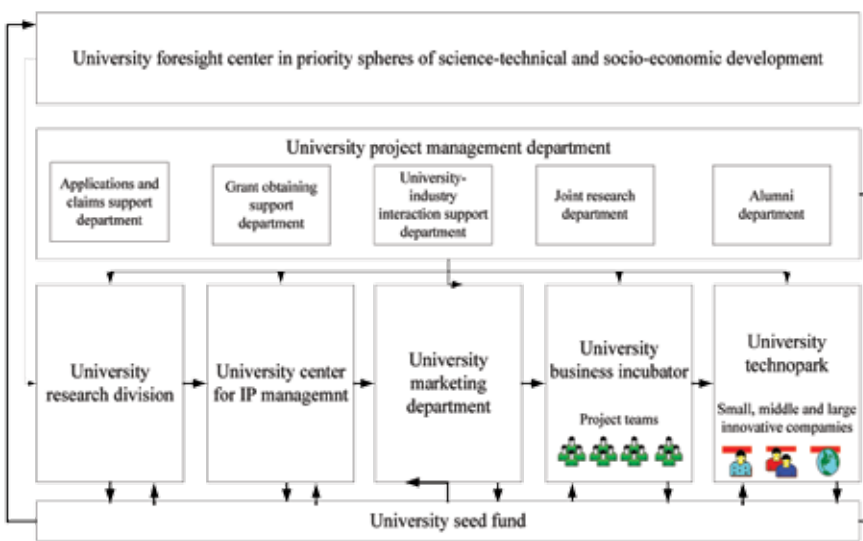 University foresight center in priority spheres of science-technical and socio-economic development
University project management department
Applications and
claims support
department
Grant obtaining
support
department
University-
industry
interaction support
department
Joint research
department
Alumni
department
University
research division
University center
for IP managemnt
University
marketing
department
University
business incubator
Project teams
University
technopark
Small, middle and large
innovative companies
University seed fund